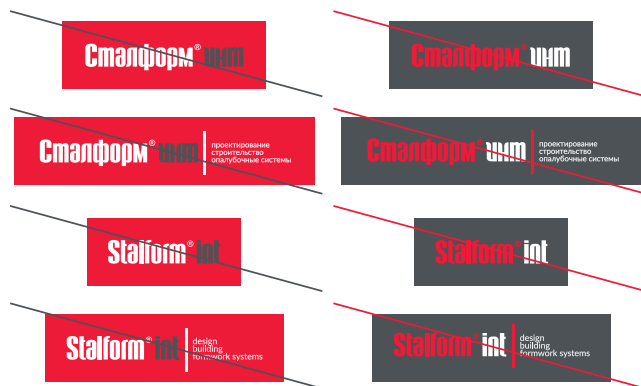 Сталформ® инт
Сталформ® инт
Сталформ® инт
проектирование
строительство
опалубочные системы
Сталформ® инт
проектирование
строительство
опалубочные системы
Stalform® int
Stalform® int
Stalform® int
design
building
formwork systems
Stalform® int
design
building
formwork systems